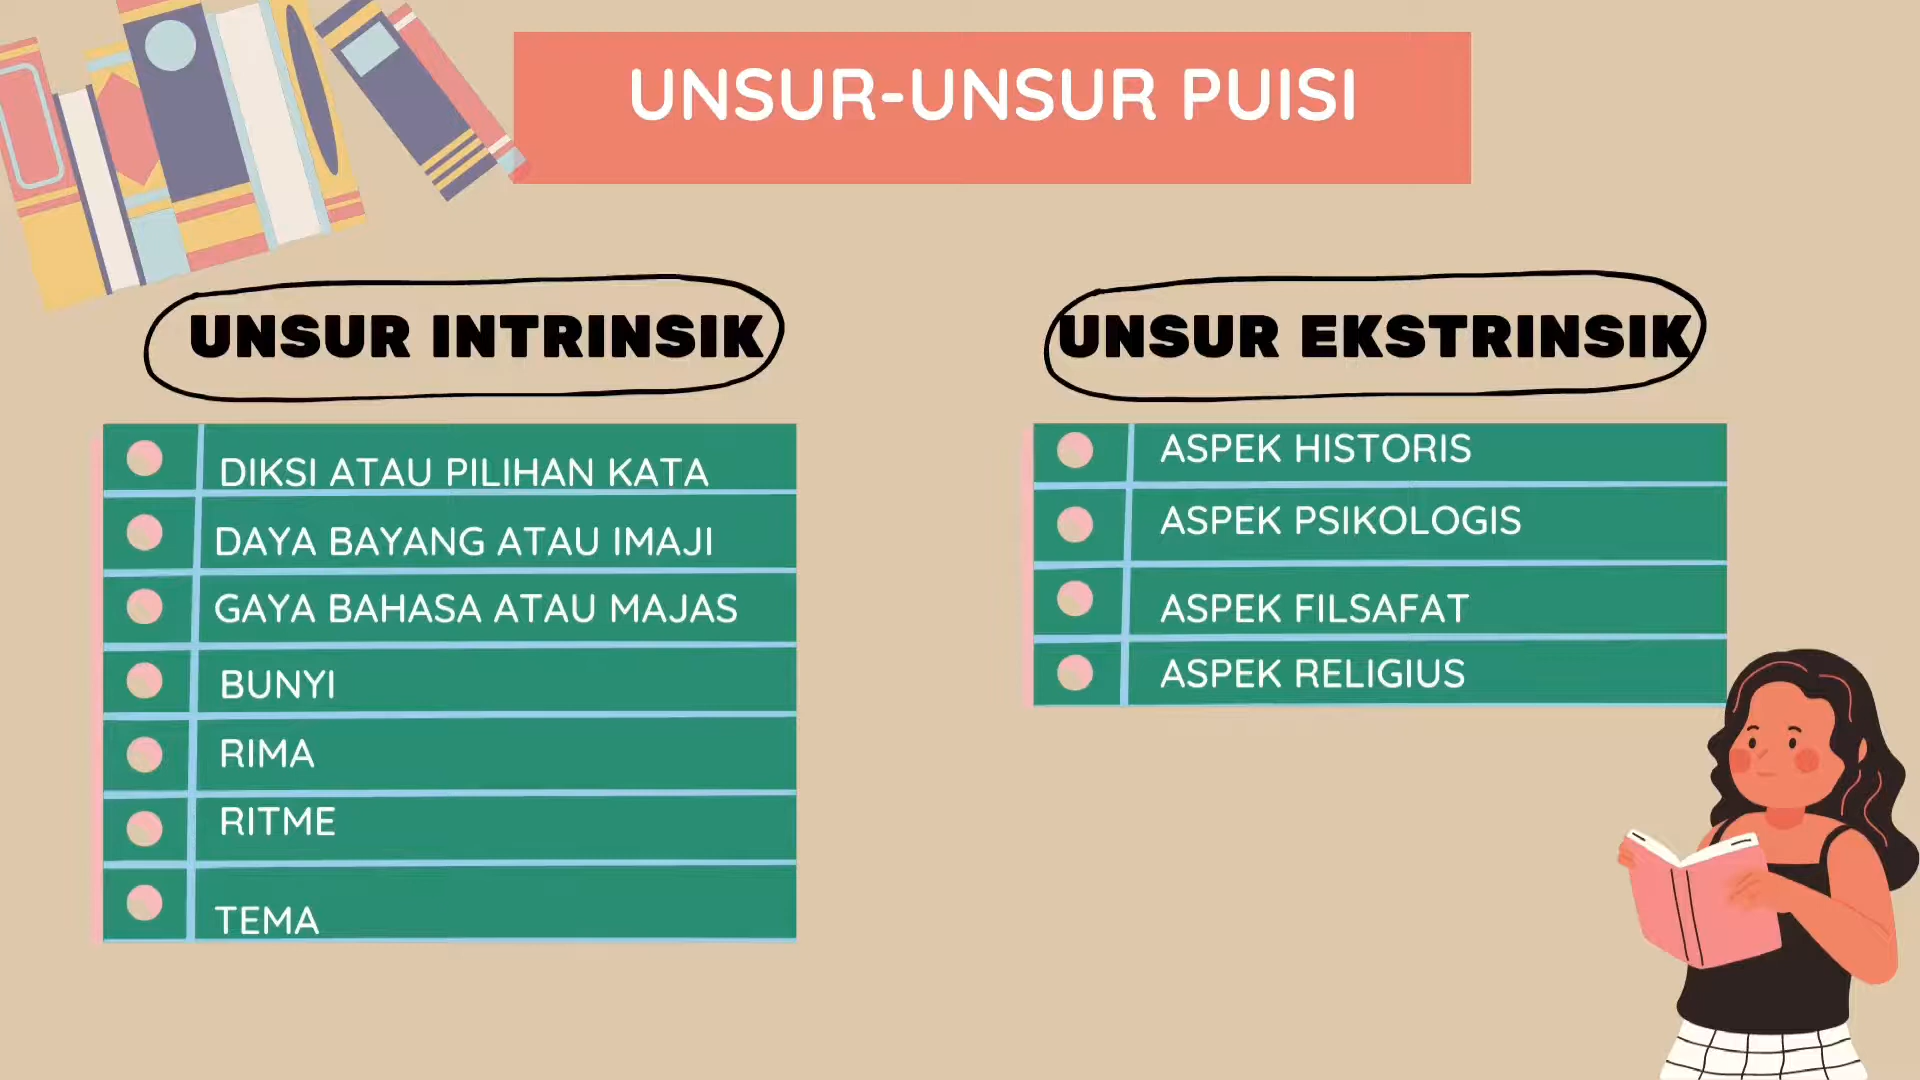 UNSUR-UNSUR PUISI
UNSUR INTRINSIK
DIKSI ATAU PILIHAN KATA
DAYA BAYANG ATAU IMAJI
GAYA BAHASA ATAU MAJAS
BUNYI
RIMA
RITME
TEMA
UNSUR EKSTRINSIK
ASPEK HISTORIS
ASPEK PSIKOLOGIS
ASPEK FILSAFAT
ASPEK RELIGIUS